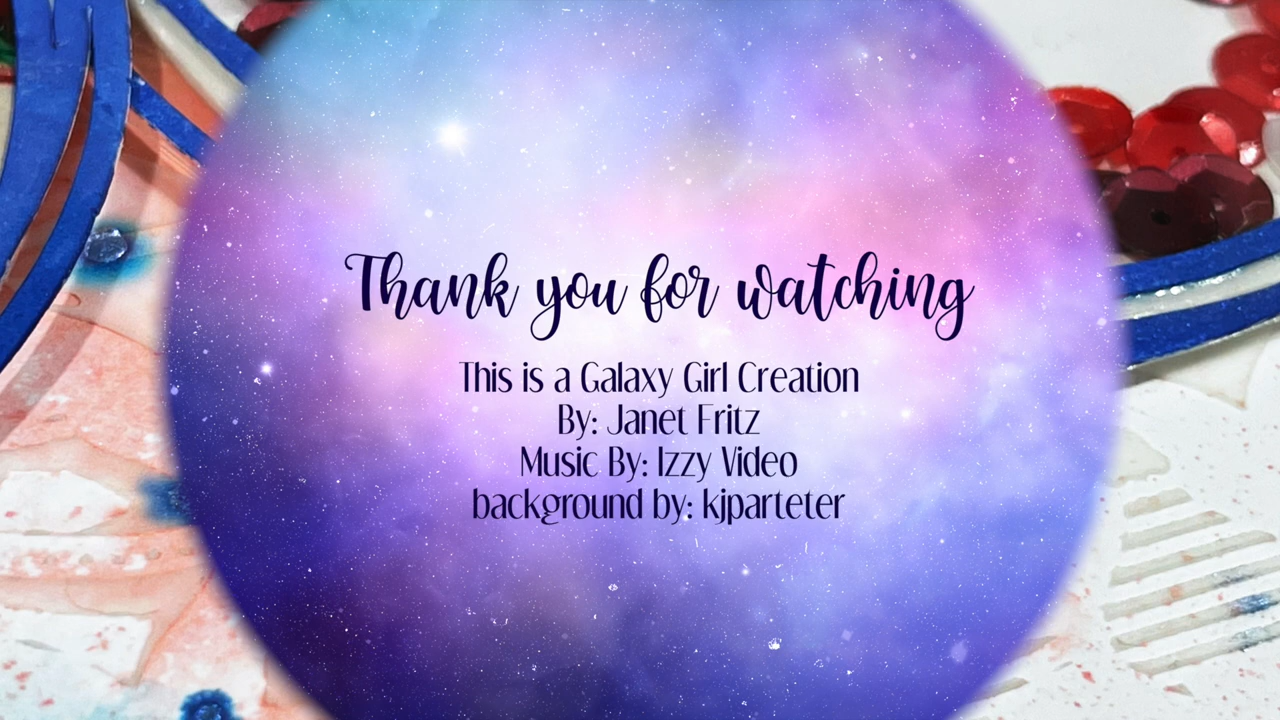 Thank you for watching
This is a Galaxy Girl Creation
By: Janet Fritz
Music By: Izzy Video
background by: kjparteter